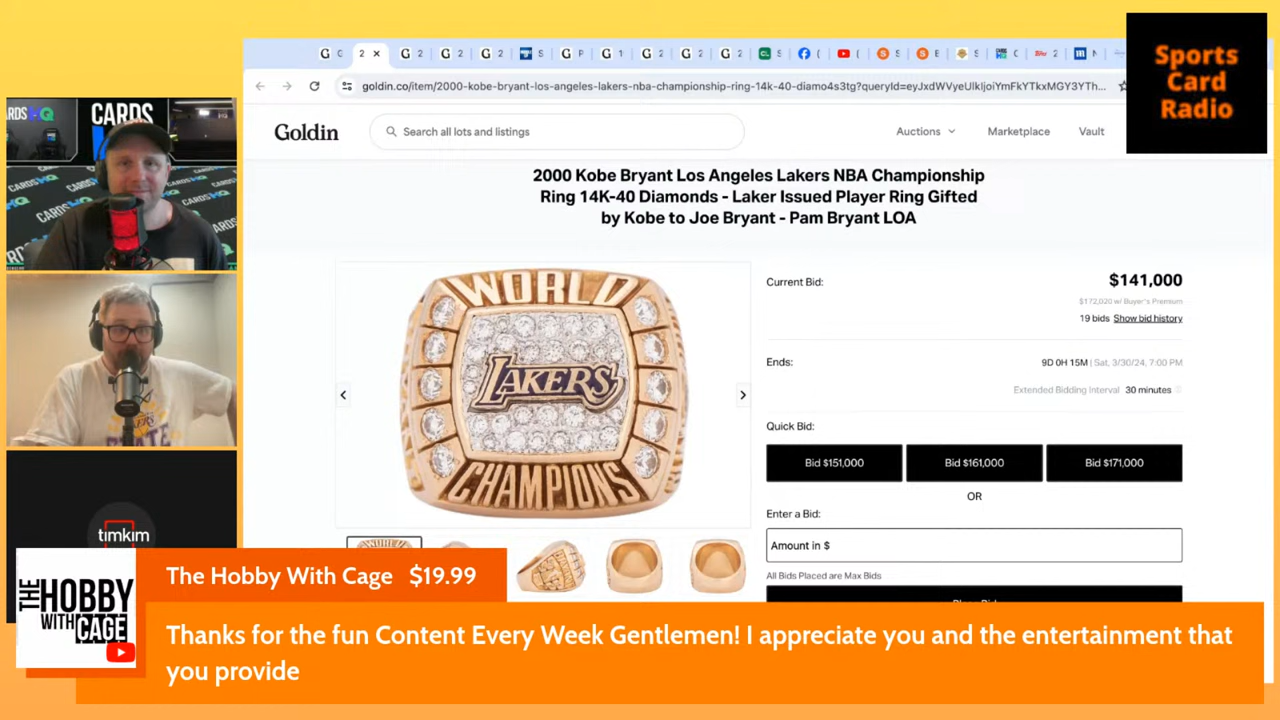 Sports
Card
Radio
goldin.co/item/2000-kobe-bryant-los-angeles-lakers-nba-championship-ring-14k-40-diamo4s3tg?queryId=eyJxdWVyeUlkIjoiYmFkYTkxMGY3YTh...
Goldin
Search all lots and listings
Auctions
Marketplace
Vault
2000 Kobe Bryant Los Angeles Lakers NBA Championship
Ring 14K-40 Diamonds - Laker Issued Player Ring Gifted
by Kobe to Joe Bryant - Pam Bryant LOA
CARDS
CARDSHQ
WORLD
LAKERS
CHAMPIONS
Current Bid:
$141,000
$172,020 w/ Buyer's Premium
19 bids Show bid history
Ends:
9D 0H 15M | Sat, 3/30/24, 7:00 PM
Extended Bidding Interval 30 minutes
Quick Bid:
Bid $151,000
Bid $161,000
Bid $171,000
OR
Enter a Bid:
Amount in $
All Bids Placed are Max Bids
timkim
THE
HOBBY
WITH CAGE
The Hobby With Cage $19.99
Thanks for the fun Content Every Week Gentlemen! I appreciate you and the entertainment that
you provide